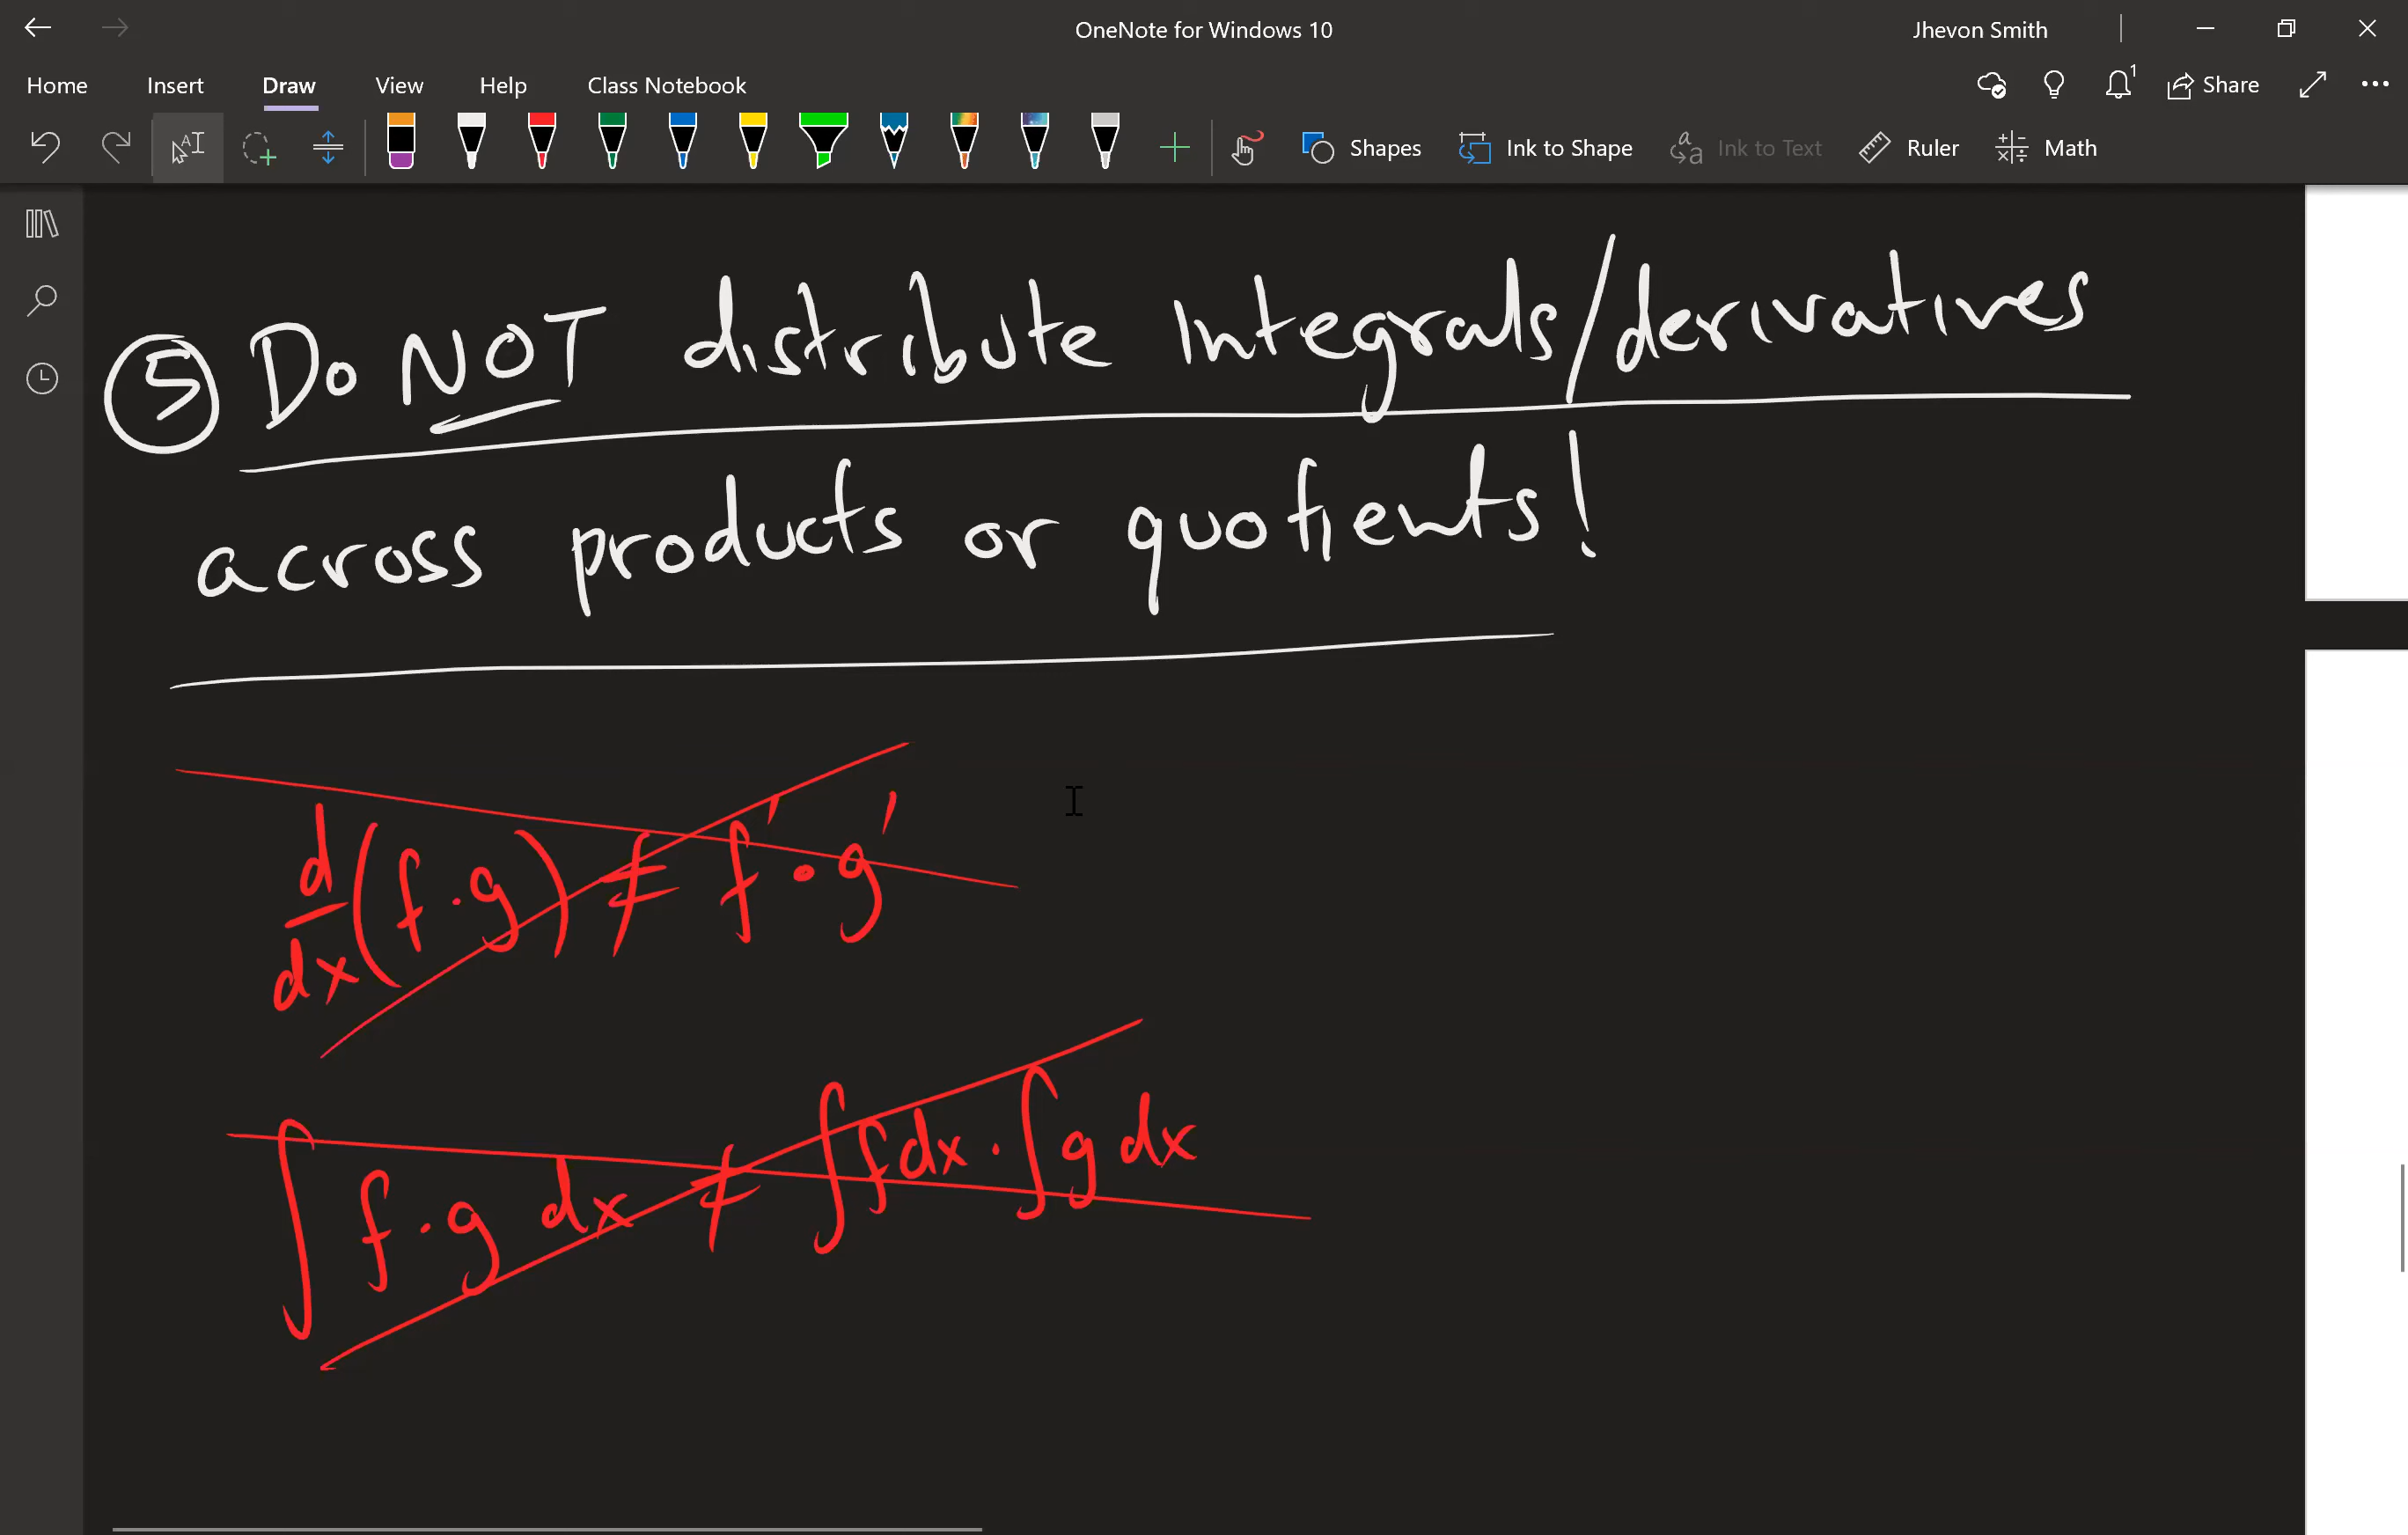 OneNote for Windows 10
Jhevon Smith
Home Insert Draw View Help Class Notebook
1 Share
Shapes Ink to Shape Ink to Text Ruler Math
⑤ Do NOT distribute Integrals/derivatives
across products or quotients!
d/dx (f·g) ≠ f'·g'
∫ f·g dx ≠ ∫ f dx · ∫ g dx